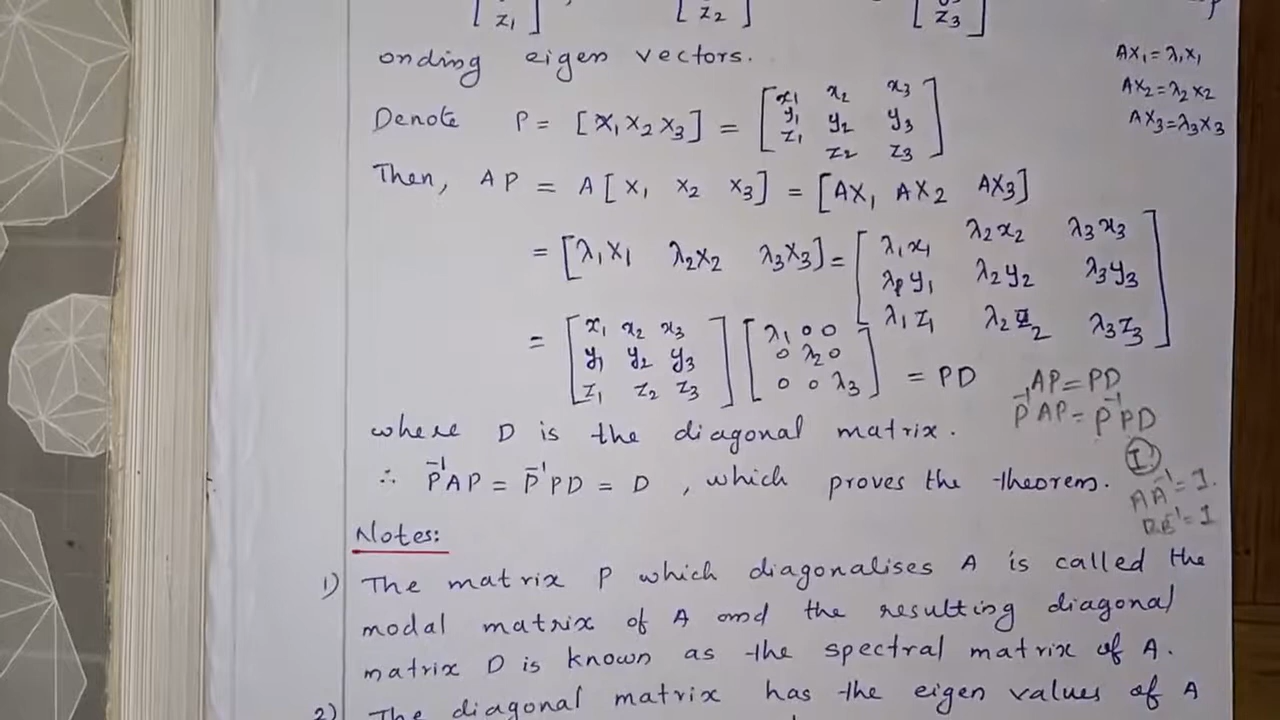 [z₁] , [z₂] [z₃]
onding eigen vectors.
AX₁ = λ₁X₁
AX₂ = λ₂X₂
AX₃ = λ₃X₃
Denote P = [X₁ X₂ X₃] = [x₁ x₂ x₃
y₁ y₂ y₃
z₁ z₂ z₃]
Then, AP = A[X₁ X₂ X₃] = [AX₁ AX₂ AX₃]
= [λ₁X₁ λ₂X₂ λ₃X₃] = [λ₁x₁ λ₂x₂ λ₃x₃
λ₁y₁ λ₂y₂ λ₃y₃
λ₁z₁ λ₂z₂ λ₃z₃]
= [x₁ x₂ x₃ ] [λ₁ 0 0
y₁ y₂ y₃ 0 λ₂ 0
z₁ z₂ z₃ ] 0 0 λ₃] = PD
AP = PD
P⁻¹AP = P⁻¹PD
where D is the diagonal matrix.
I
∴ P⁻¹AP = P⁻¹PD = D , which proves the theorem.
AA⁻¹ = I.
BB⁻¹ = I
Notes:
1) The matrix P which diagonalises A is called the
modal matrix of A and the resulting diagonal
matrix D is known as the spectral matrix of A.
2) The diagonal matrix has the eigen values of A